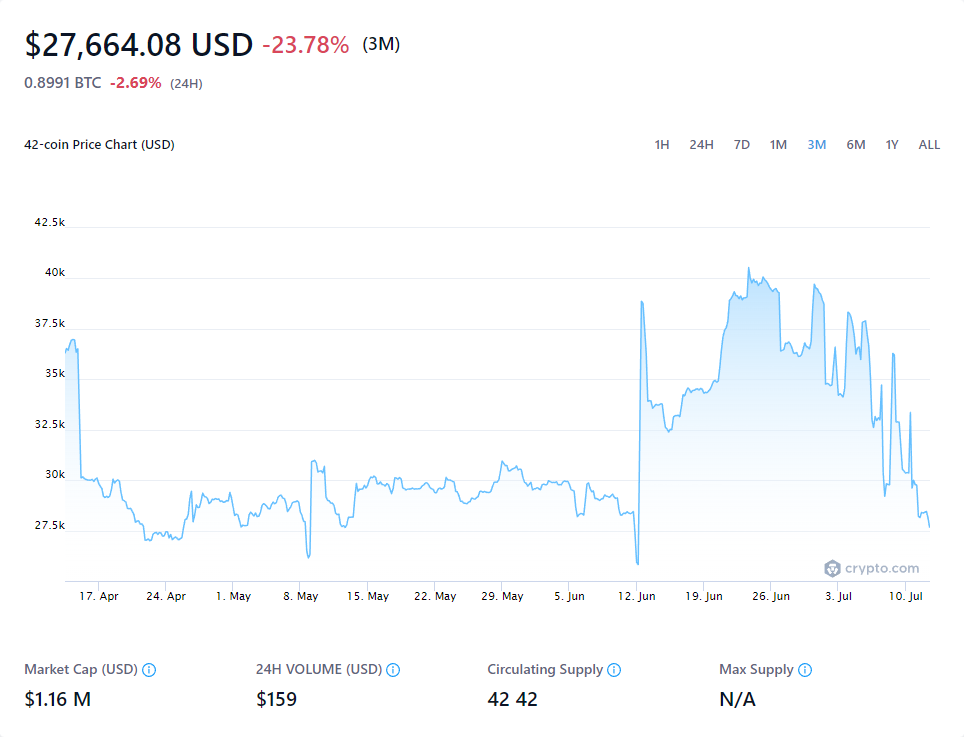 $27,664.08 USD -23.78% (3M)
0.8991 BTC -2.69% (24H)
42-coin Price Chart (USD) 1H 24H 7D 1M 3M 6M 1Y ALL
42.5k
40k
37.5k
35k
32.5k
30k
27.5k
crypto.com
17. Apr 24. Apr 1. May 8. May 15. May 22. May 29. May 5. Jun 12. Jun 19. Jun 26. Jun 3. Jul 10. Jul
Market Cap (USD) 24H VOLUME (USD) Circulating Supply Max Supply
$1.16 M $159 42 42 N/A